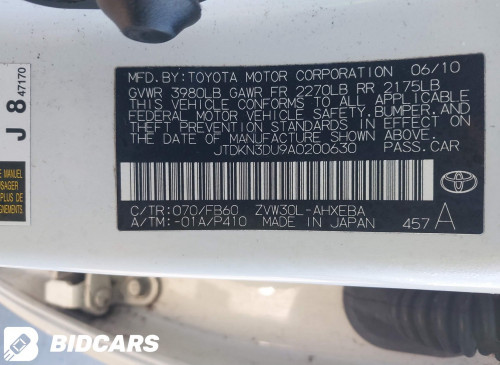 MFD.BY: TOYOTA MOTOR CORPORATION 06/10
GVWR 3980LB GAWR FR 2270LB RR 2175LB
THIS VEHICLE CONFORMS TO ALL APPLICABLE
FEDERAL MOTOR VEHICLE SAFETY,BUMPER,AND
THEFT PREVENTION STANDARDS IN EFFECT ON
THE DATE OF MANUFACTURE SHOWN ABOVE.
JTDKN3DU9A0200630 PASS.CAR
C/TR:070/FB60 ZVW30L-AHXEBA
A/TM:-01A/P410 MADE IN JAPAN 457 A
TOYOTA
J 8 47170
BIDCARS